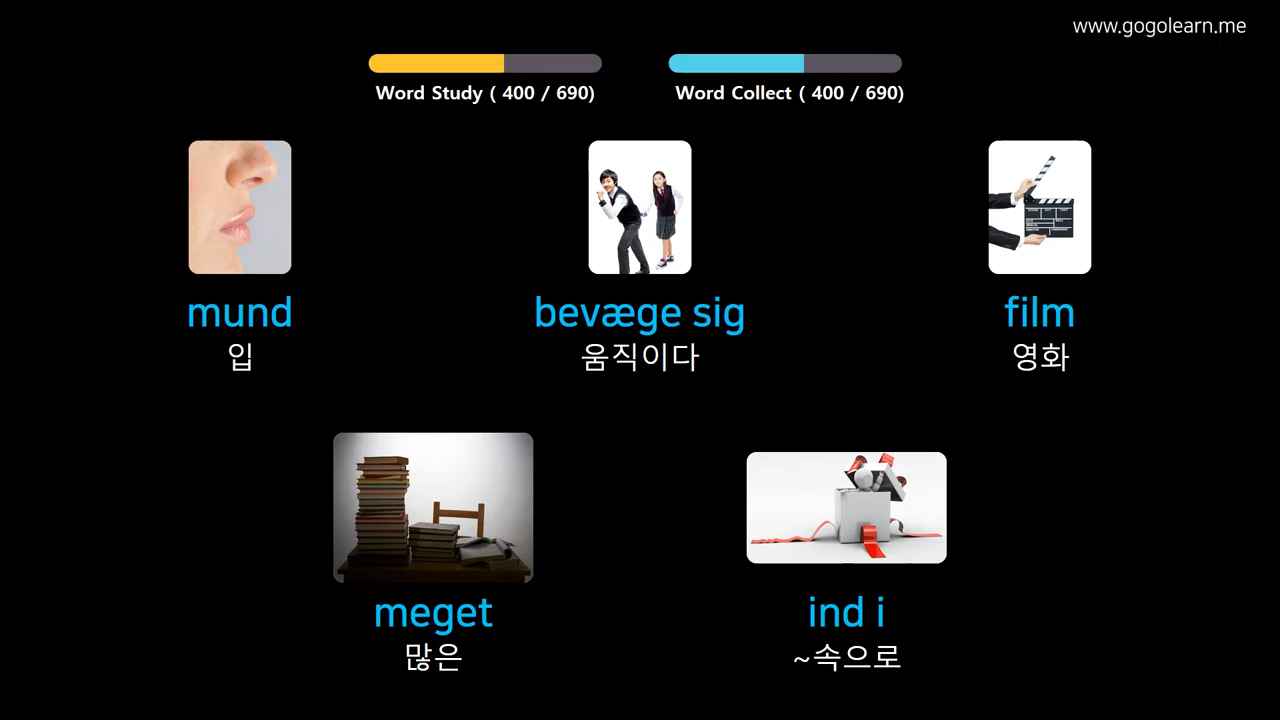 www.gogolearn.me
Word Study ( 400 / 690)
Word Collect ( 400 / 690)
mund
입
bevæge sig
움직이다
film
영화
meget
많은
ind i
~속으로